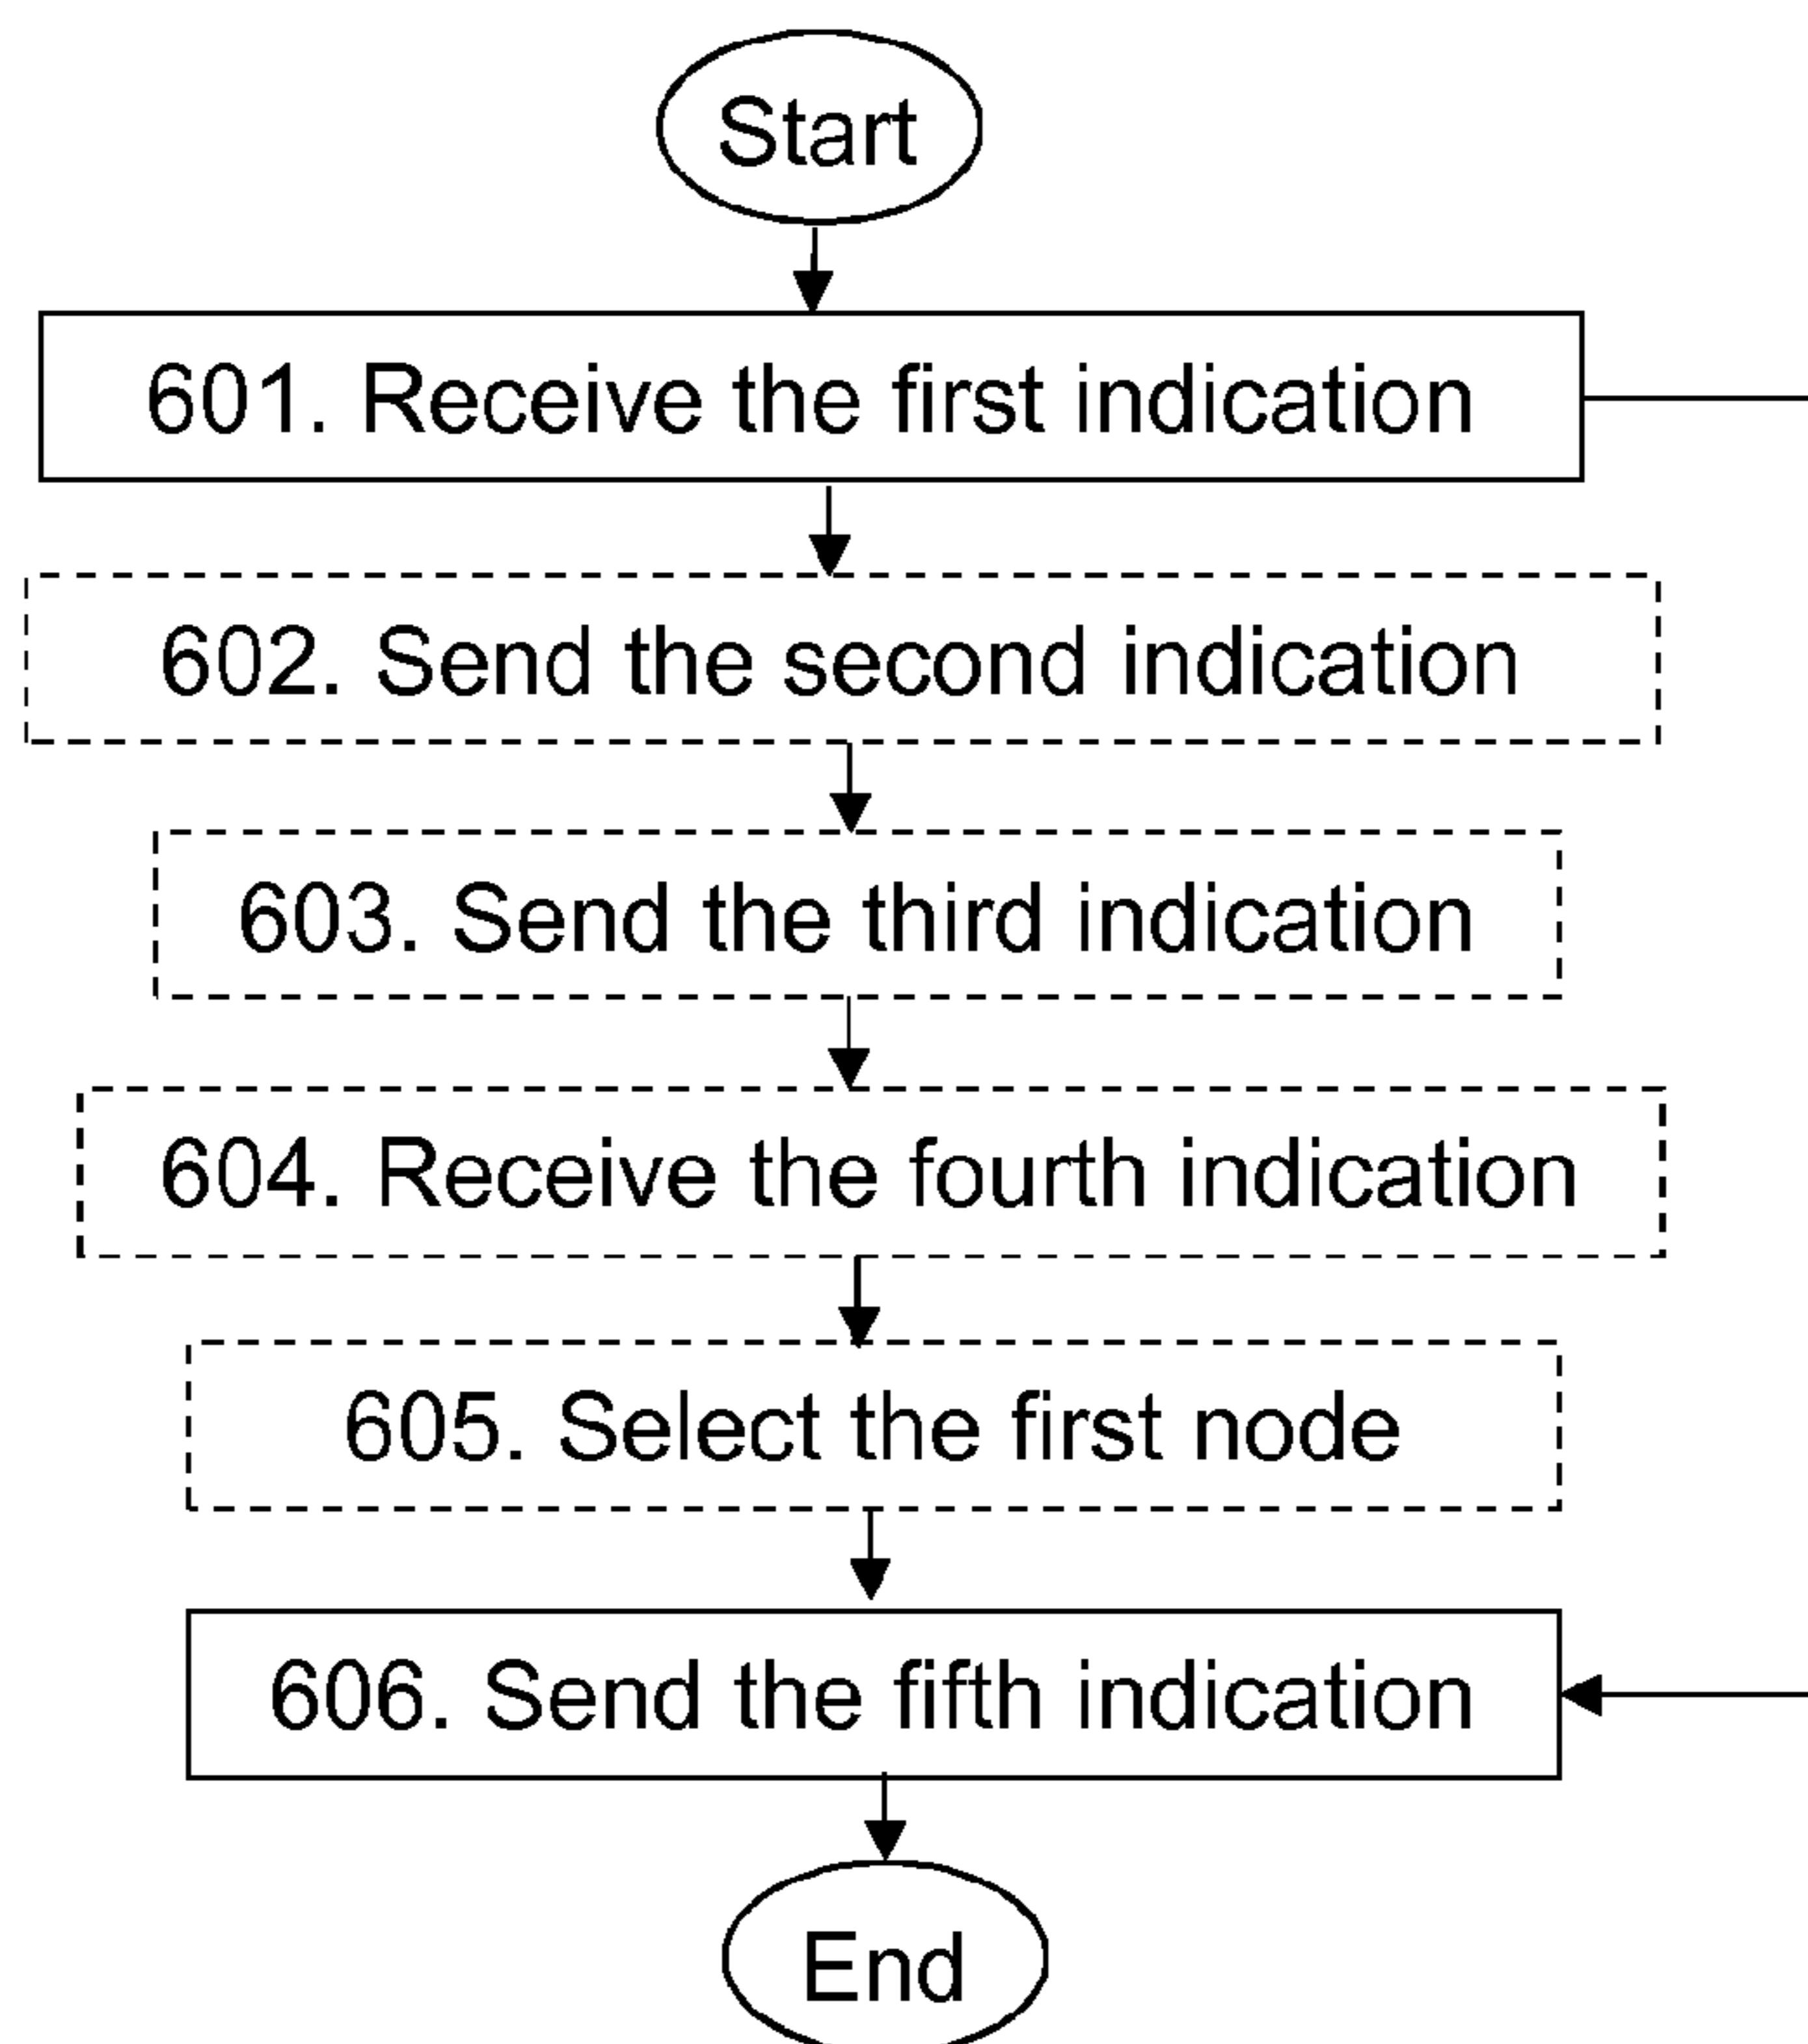 Start
601. Receive the first indication
602. Send the second indication
603. Send the third indication
604. Receive the fourth indication
605. Select the first node
606. Send the fifth indication
End